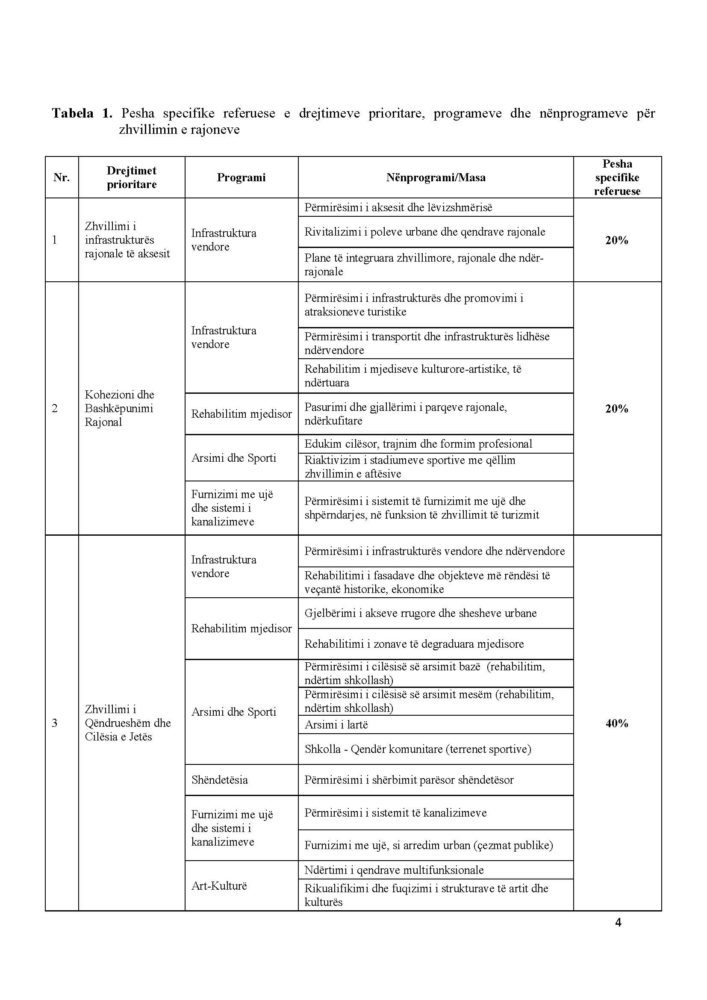 Tabela 1. Pesha specifike referuese e drejtimeve prioritare, programeve dhe nënprogrameve për
zhvillimin e rajoneve
Nr.
Drejtimet
prioritare
Programi
Nënprogrami/Masa
Pesha
specifike
referuese
1
Zhvillimi i
infrastrukturës
rajonale të aksesit
Infrastruktura
vendore
Përmirësimi i aksesit dhe lëvizshmërisë
Rivitalizimi i poleve urbane dhe qendrave rajonale
Plane të integruara zhvillimore, rajonale dhe ndër-
rajonale
20%
2
Kohezioni dhe
Bashkëpunimi
Rajonal
Infrastruktura
vendore
Përmirësimi i infrastrukturës dhe promovimi i
atraksioneve turistike
Përmirësimi i transportit dhe infrastrukturës lidhëse
ndërvendore
Rehabilitim i mjediseve kulturore-artistike, të
ndërtuara
Rehabilitim mjedisor
Pasurimi dhe gjallërimi i parqeve rajonale,
ndërkufitare
Arsimi dhe Sporti
Edukim cilësor, trajnim dhe formim profesional
Riaktivizim i stadiumeve sportive me qëllim
zhvillimin e aftësive
Furnizimi me ujë
dhe sistemi i
kanalizimeve
Përmirësimi i sistemit të furnizimit me ujë dhe
shpërndarjes, në funksion të zhvillimit të turizmit
20%
3
Zhvillimi i
Qëndrueshëm dhe
Cilësia e Jetës
Infrastruktura
vendore
Përmirësimi i infrastrukturës vendore dhe ndërvendore
Rehabilitimi i fasadave dhe objekteve më rëndësi të
veçantë historike, ekonomike
Rehabilitim mjedisor
Gjelbërimi i akseve rrugore dhe shesheve urbane
Rehabilitimi i zonave të degraduara mjedisore
Arsimi dhe Sporti
Përmirësimi i cilësisë së arsimit bazë (rehabilitim,
ndërtim shkollash)
Përmirësimi i cilësisë së arsimit mesëm (rehabilitim,
ndërtim shkollash)
Arsimi i lartë
Shkolla - Qendër komunitare (terrenet sportive)
Shëndetësia
Përmirësimi i shërbimit parësor shëndetësor
Furnizimi me ujë
dhe sistemi i
kanalizimeve
Përmirësimi i sistemit të kanalizimeve
Furnizimi me ujë, si arredim urban (çezmat publike)
Art-Kulturë
Ndërtimi i qendrave multifunksionale
Rikualifikimi dhe fuqizimi i strukturave të artit dhe
kulturës
40%
4